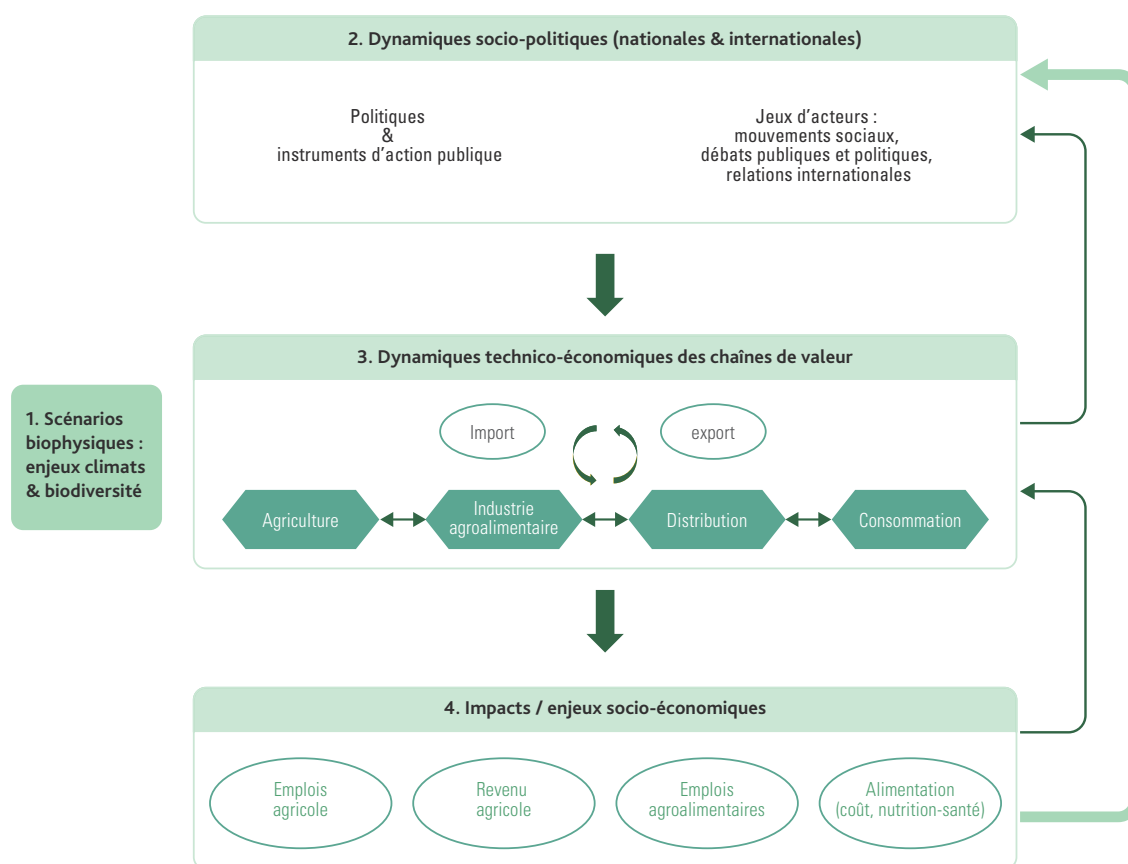 2. Dynamiques socio-politiques (nationales & internationales)
Politiques
&
instruments d'action publique
Jeux d'acteurs :
mouvements sociaux,
débats publiques et politiques,
relations internationales
3. Dynamiques technico-économiques des chaînes de valeur
1. Scénarios
biophysiques :
enjeux climats
& biodiversité
Import
export
Agriculture
Industrie
agroalimentaire
Distribution
Consommation
4. Impacts / enjeux socio-économiques
Emplois
agricole
Revenu
agricole
Emplois
agroalimentaires
Alimentation
(coût, nutrition-santé)